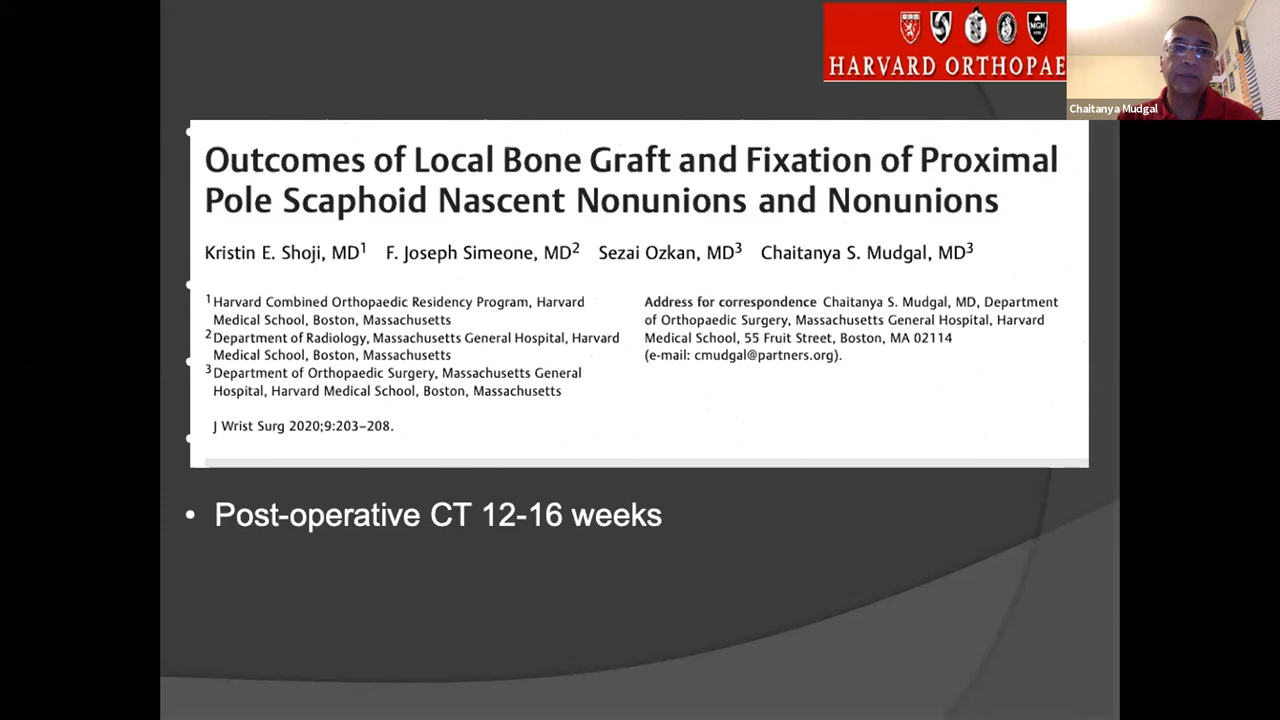 HARVARD ORTHOPAE
Chaitanya Mudgal
Outcomes of Local Bone Graft and Fixation of Proximal
Pole Scaphoid Nascent Nonunions and Nonunions
Kristin E. Shoji, MD1 F. Joseph Simeone, MD2 Sezai Ozkan, MD3 Chaitanya S. Mudgal, MD3
1 Harvard Combined Orthopaedic Residency Program, Harvard
Medical School, Boston, Massachusetts
2 Department of Radiology, Massachusetts General Hospital, Harvard
Medical School, Boston, Massachusetts
3 Department of Orthopaedic Surgery, Massachusetts General
Hospital, Harvard Medical School, Boston, Massachusetts
Address for correspondence Chaitanya S. Mudgal, MD, Department
of Orthopaedic Surgery, Massachusetts General Hospital, Harvard
Medical School, 55 Fruit Street, Boston, MA 02114
(e-mail: cmudgal@partners.org).
J Wrist Surg 2020;9:203–208.
• Post-operative CT 12-16 weeks